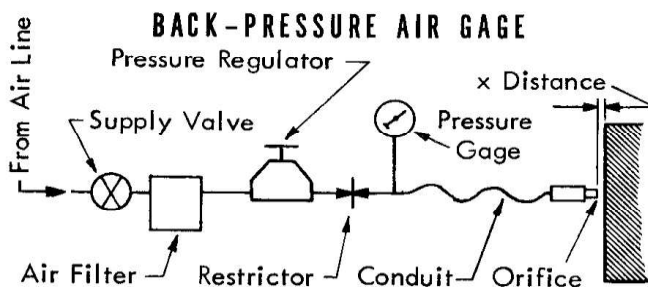 BACK-PRESSURE AIR GAGE
From Air Line
Pressure Regulator
x Distance
Supply Valve
Pressure
Gage
Air Filter
Restrictor
Conduit
Orifice